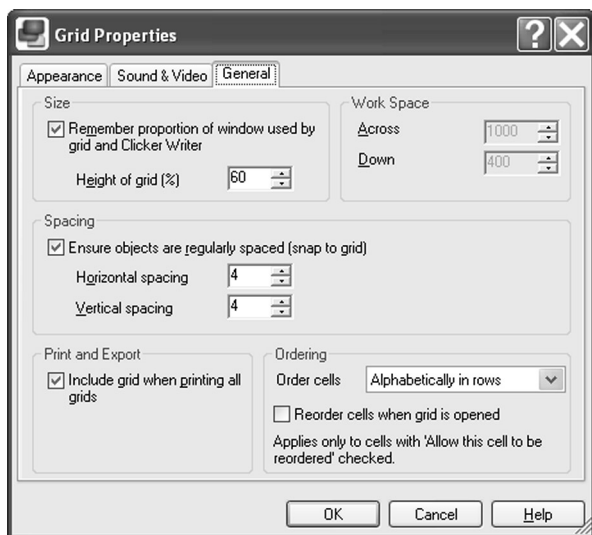 Grid Properties
Appearance
Sound & Video
General
Size
Remember proportion of window used by
grid and Clicker Writer
Height of grid (%)
60
Work Space
Across
1000
Down
400
Spacing
Ensure objects are regularly spaced (snap to grid)
Horizontal spacing
4
Vertical spacing
4
Print and Export
Include grid when printing all
grids
Ordering
Order cells
Alphabetically in rows
Reorder cells when grid is opened
Applies only to cells with 'Allow this cell to be
reordered' checked.
OK
Cancel
Help